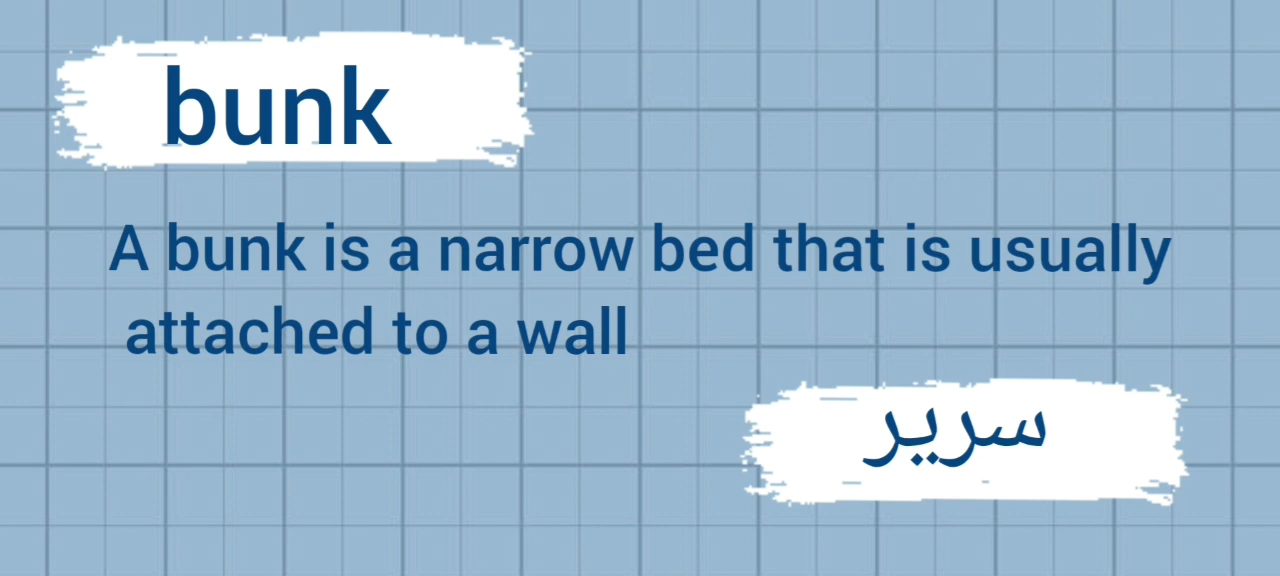 bunk
A bunk is a narrow bed that is usually
attached to a wall
سرير